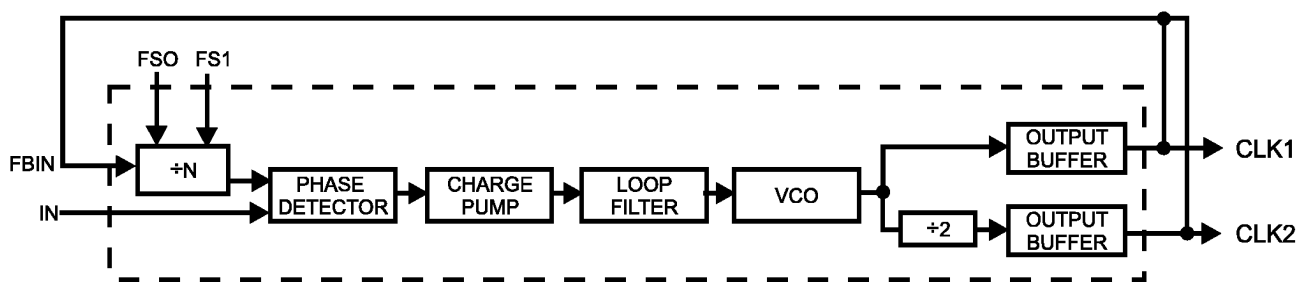 FSO FS1
FBIN
÷N
IN
PHASE
DETECTOR
CHARGE
PUMP
LOOP
FILTER
VCO
÷2
OUTPUT
BUFFER
CLK1
OUTPUT
BUFFER
CLK2